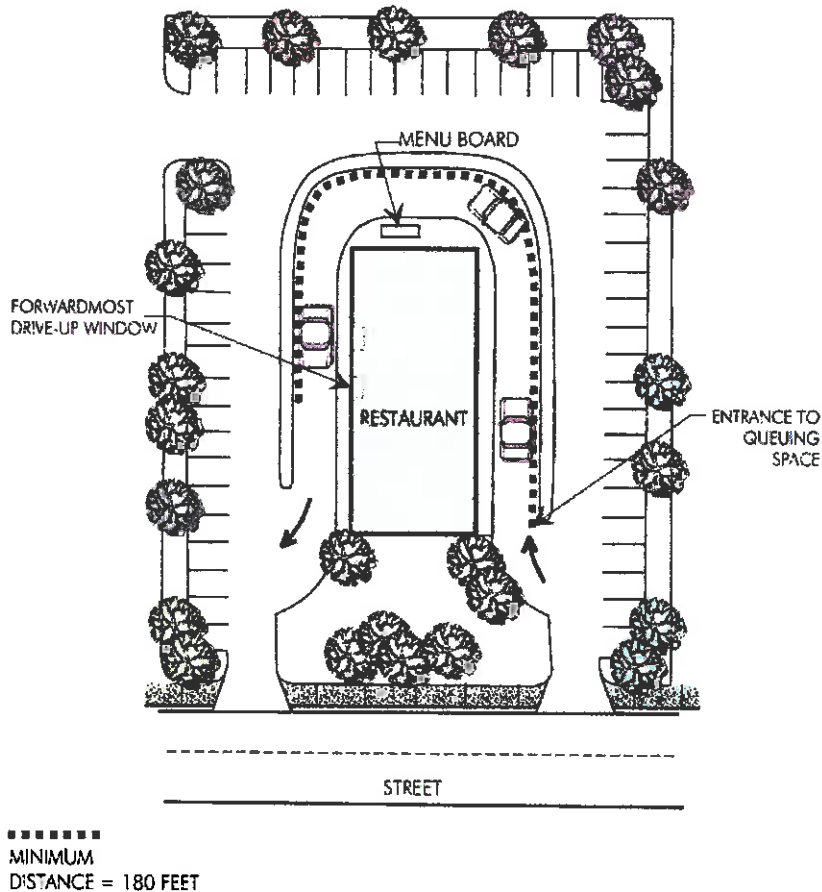 MENU BOARD
FORWARDMOST
DRIVE-UP WINDOW
RESTAURANT
ENTRANCE TO
QUEUING
SPACE
STREET
MINIMUM
DISTANCE = 180 FEET